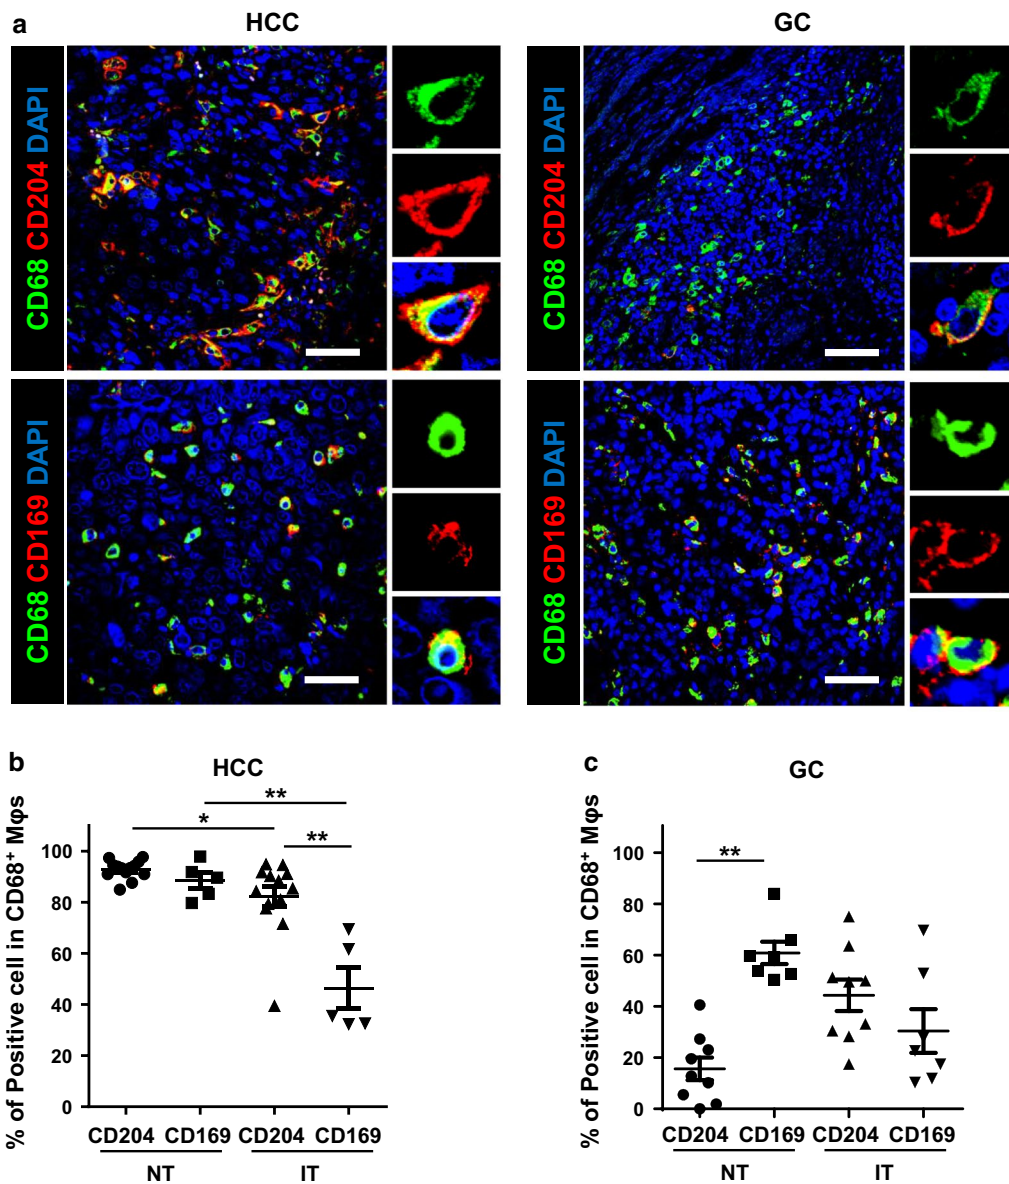 a
HCC
GC
CD68 CD204 DAPI
CD68 CD204 DAPI
CD68 CD169 DAPI
CD68 CD169 DAPI
b
HCC
% of Positive cell in CD68⁺ Mφs
100
80
60
40
20
0
*
**
**
CD204 CD169 CD204 CD169
NT IT
c
GC
% of Positive cell in CD68⁺ Mφs
100
80
60
40
20
0
**
CD204 CD169 CD204 CD169
NT IT